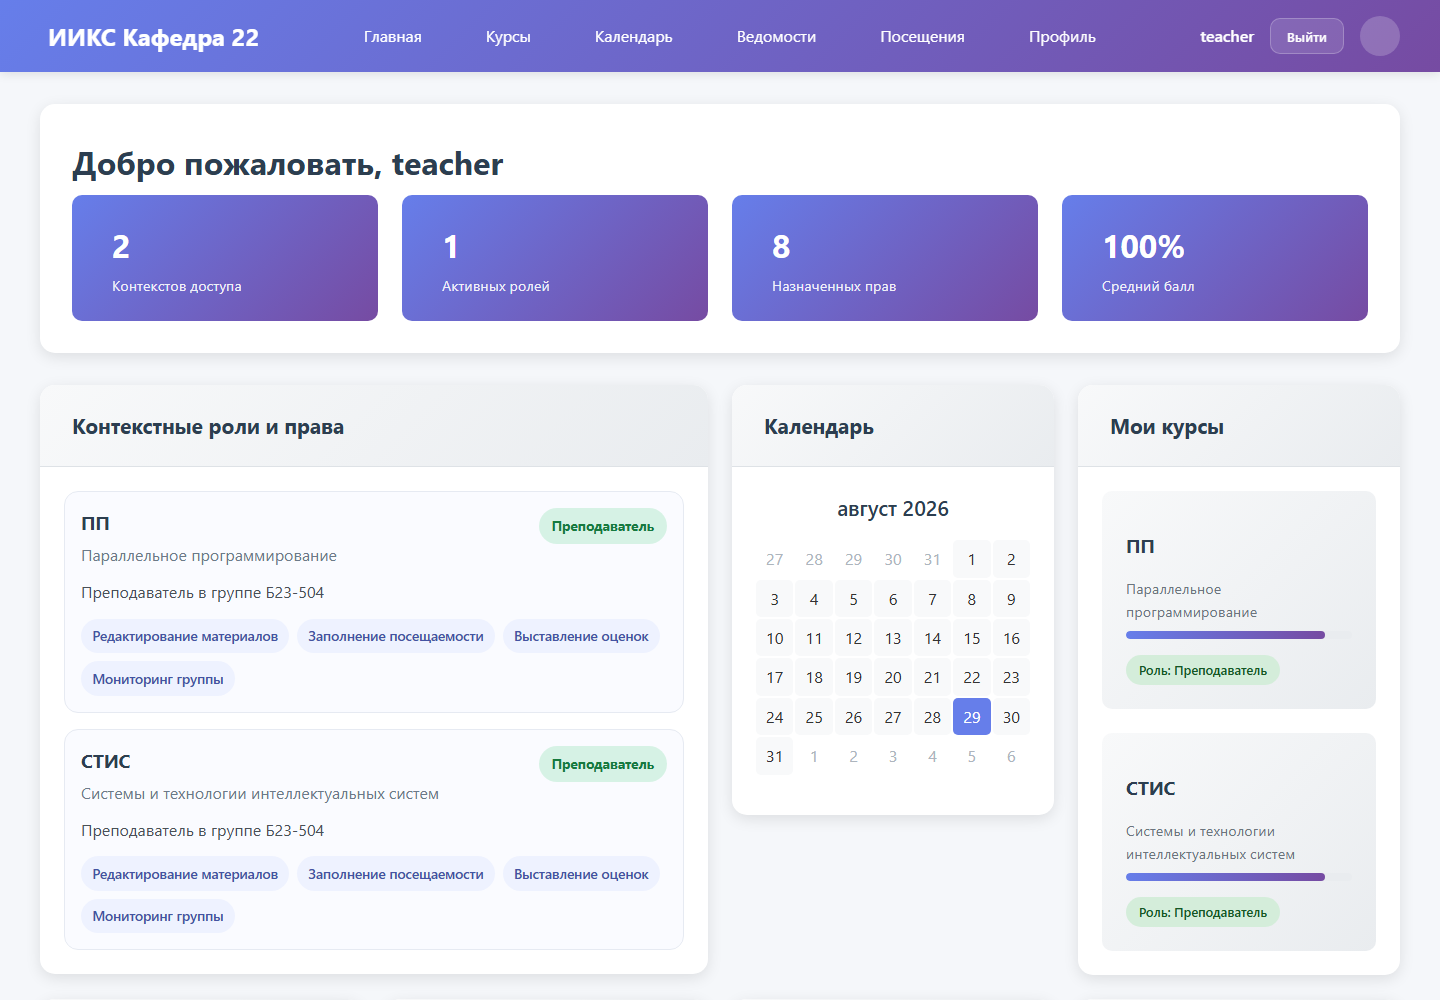 ИИКС Кафедра 22
Главная
Курсы
Календарь
Ведомости
Посещения
Профиль
teacher
Выйти
Добро пожаловать, teacher
2
Контекстов доступа
1
Активных ролей
8
Назначенных прав
100%
Средний балл
Контекстные роли и права
ПП
Преподаватель
Параллельное программирование
Преподаватель в группе Б23-504
Редактирование материалов
Заполнение посещаемости
Выставление оценок
Мониторинг группы
СТИС
Преподаватель
Системы и технологии интеллектуальных систем
Преподаватель в группе Б23-504
Редактирование материалов
Заполнение посещаемости
Выставление оценок
Мониторинг группы
Календарь
август 2026
27 28 29 30 31 1 2
3 4 5 6 7 8 9
10 11 12 13 14 15 16
17 18 19 20 21 22 23
24 25 26 27 28 29 30
31 1 2 3 4 5 6
Мои курсы
ПП
Параллельное
программирование
Роль: Преподаватель
СТИС
Системы и технологии
интеллектуальных систем
Роль: Преподаватель